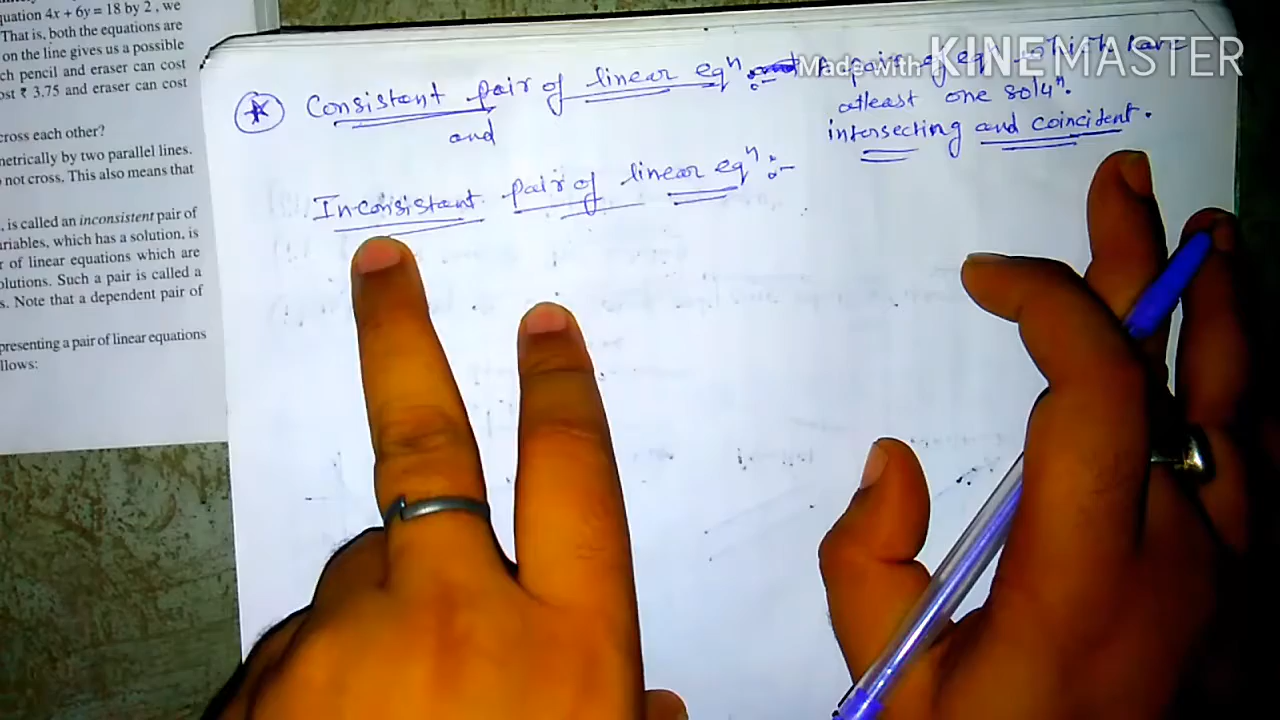 quation 4x + 6y = 18 by 2 , we
That is, both the equations are
on the line gives us a possible
ch pencil and eraser can cost
ost ₹ 3.75 and eraser can cost
cross each other?
metrically by two parallel lines.
not cross. This also means that
, is called an inconsistent pair of
ariables, which has a solution, is
r of linear equations which are
olutions. Such a pair is called a
s. Note that a dependent pair of
presenting a pair of linear equations
llows:
Made with KINEMASTER
Consistant pair of linear eqⁿ :- A pair of eqⁿ which have
atleast one solⁿ.
and
intersecting and coincident.
Inconsistant pair of linear eqⁿ :-